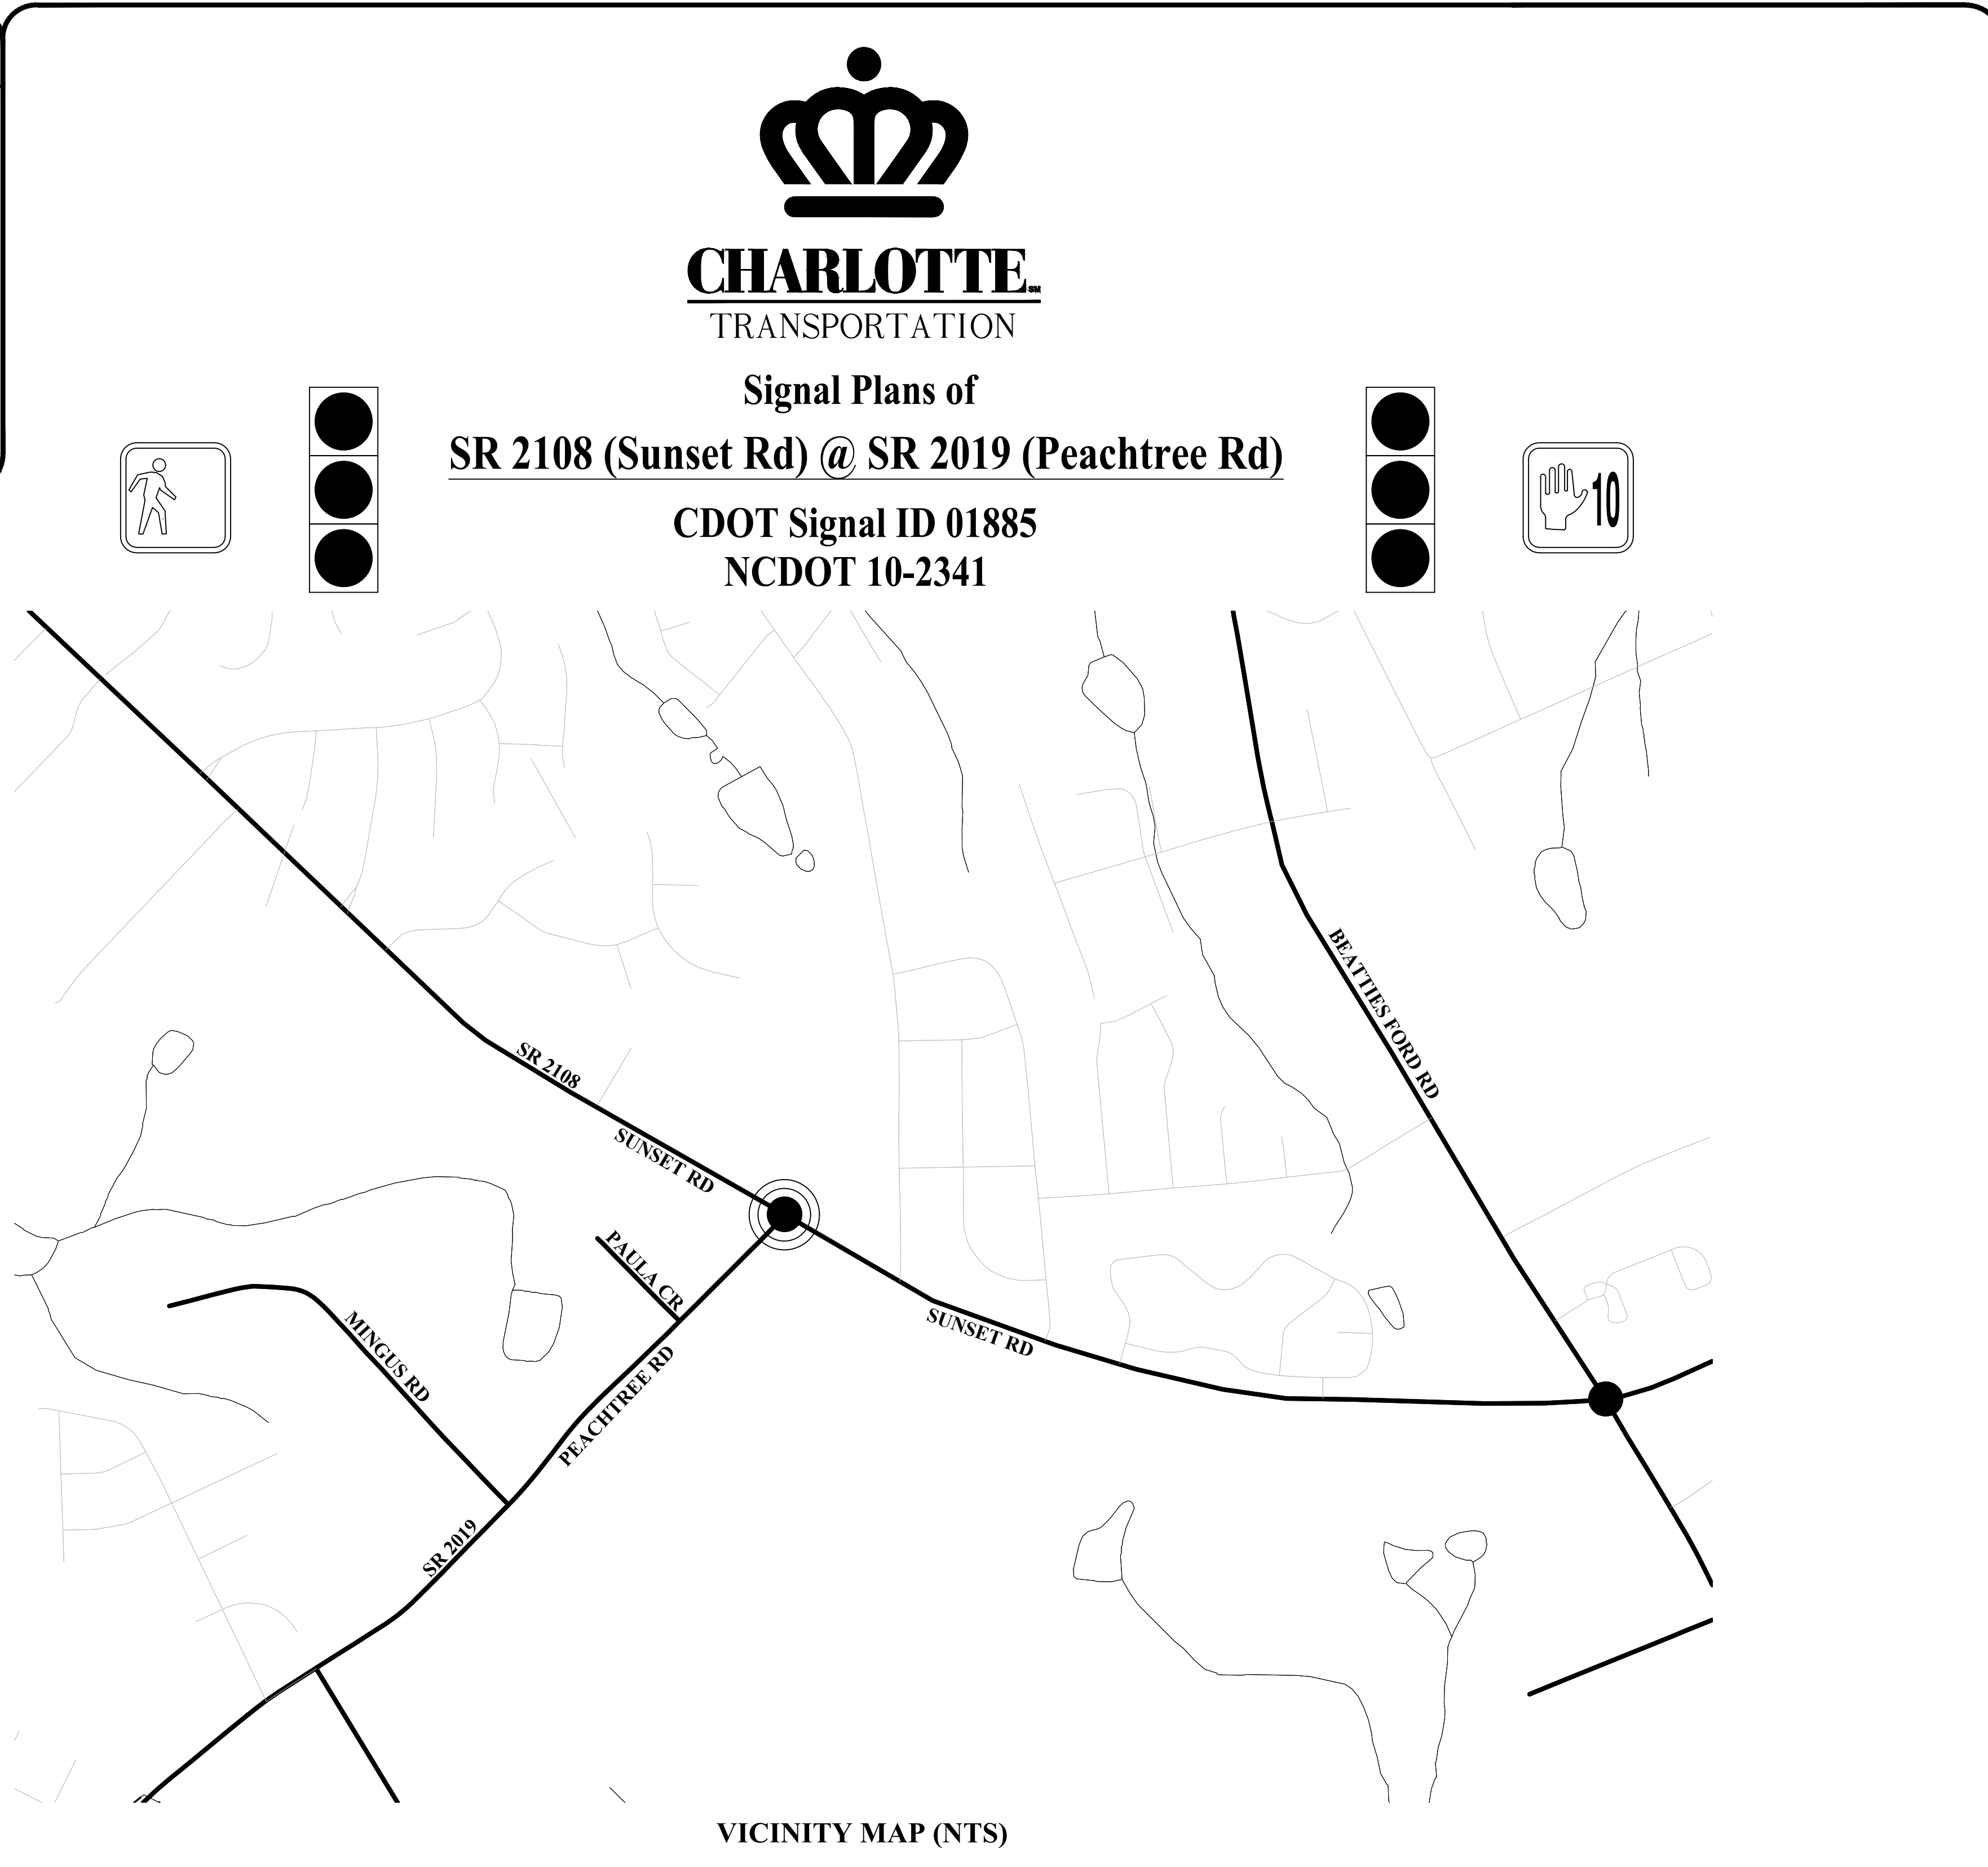 CHARLOTTE SM
TRANSPORTATION
Signal Plans of
SR 2108 (Sunset Rd) @ SR 2019 (Peachtree Rd)
CDOT Signal ID 01885
NCDOT 10-2341
10
BEATTIES FORD RD
SR 2108
SUNSET RD
PAULA CR
SUNSET RD
MINGUS RD
PEACHTREE RD
SR 2019
VICINITY MAP (NTS)